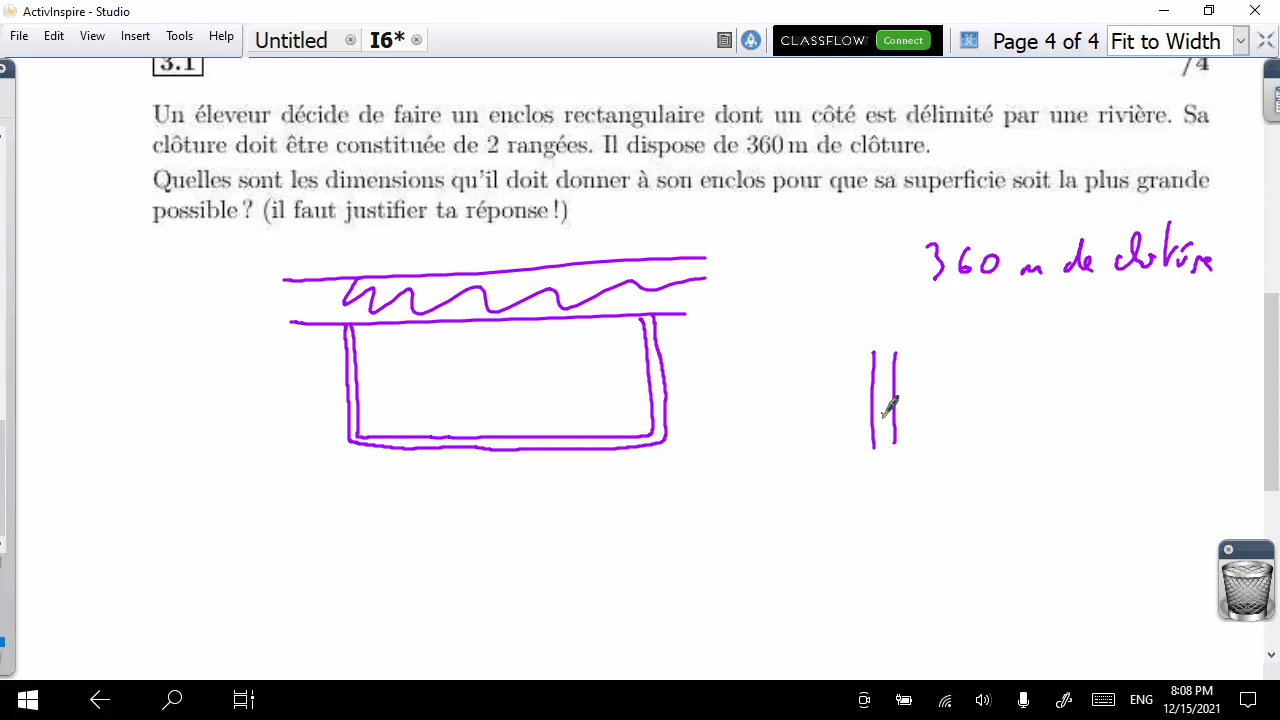 ActivInspire - Studio
File Edit View Insert Tools Help
Untitled
I6*
CLASSFLOW Connect
Page 4 of 4
Fit to Width
3.1
/4
Un éleveur décide de faire un enclos rectangulaire dont un côté est délimité par une rivière. Sa
clôture doit être constituée de 2 rangées. Il dispose de 360 m de clôture.
Quelles sont les dimensions qu'il doit donner à son enclos pour que sa superficie soit la plus grande
possible ? (il faut justifier ta réponse !)
360 m de clôture
ENG
8:08 PM
12/15/2021